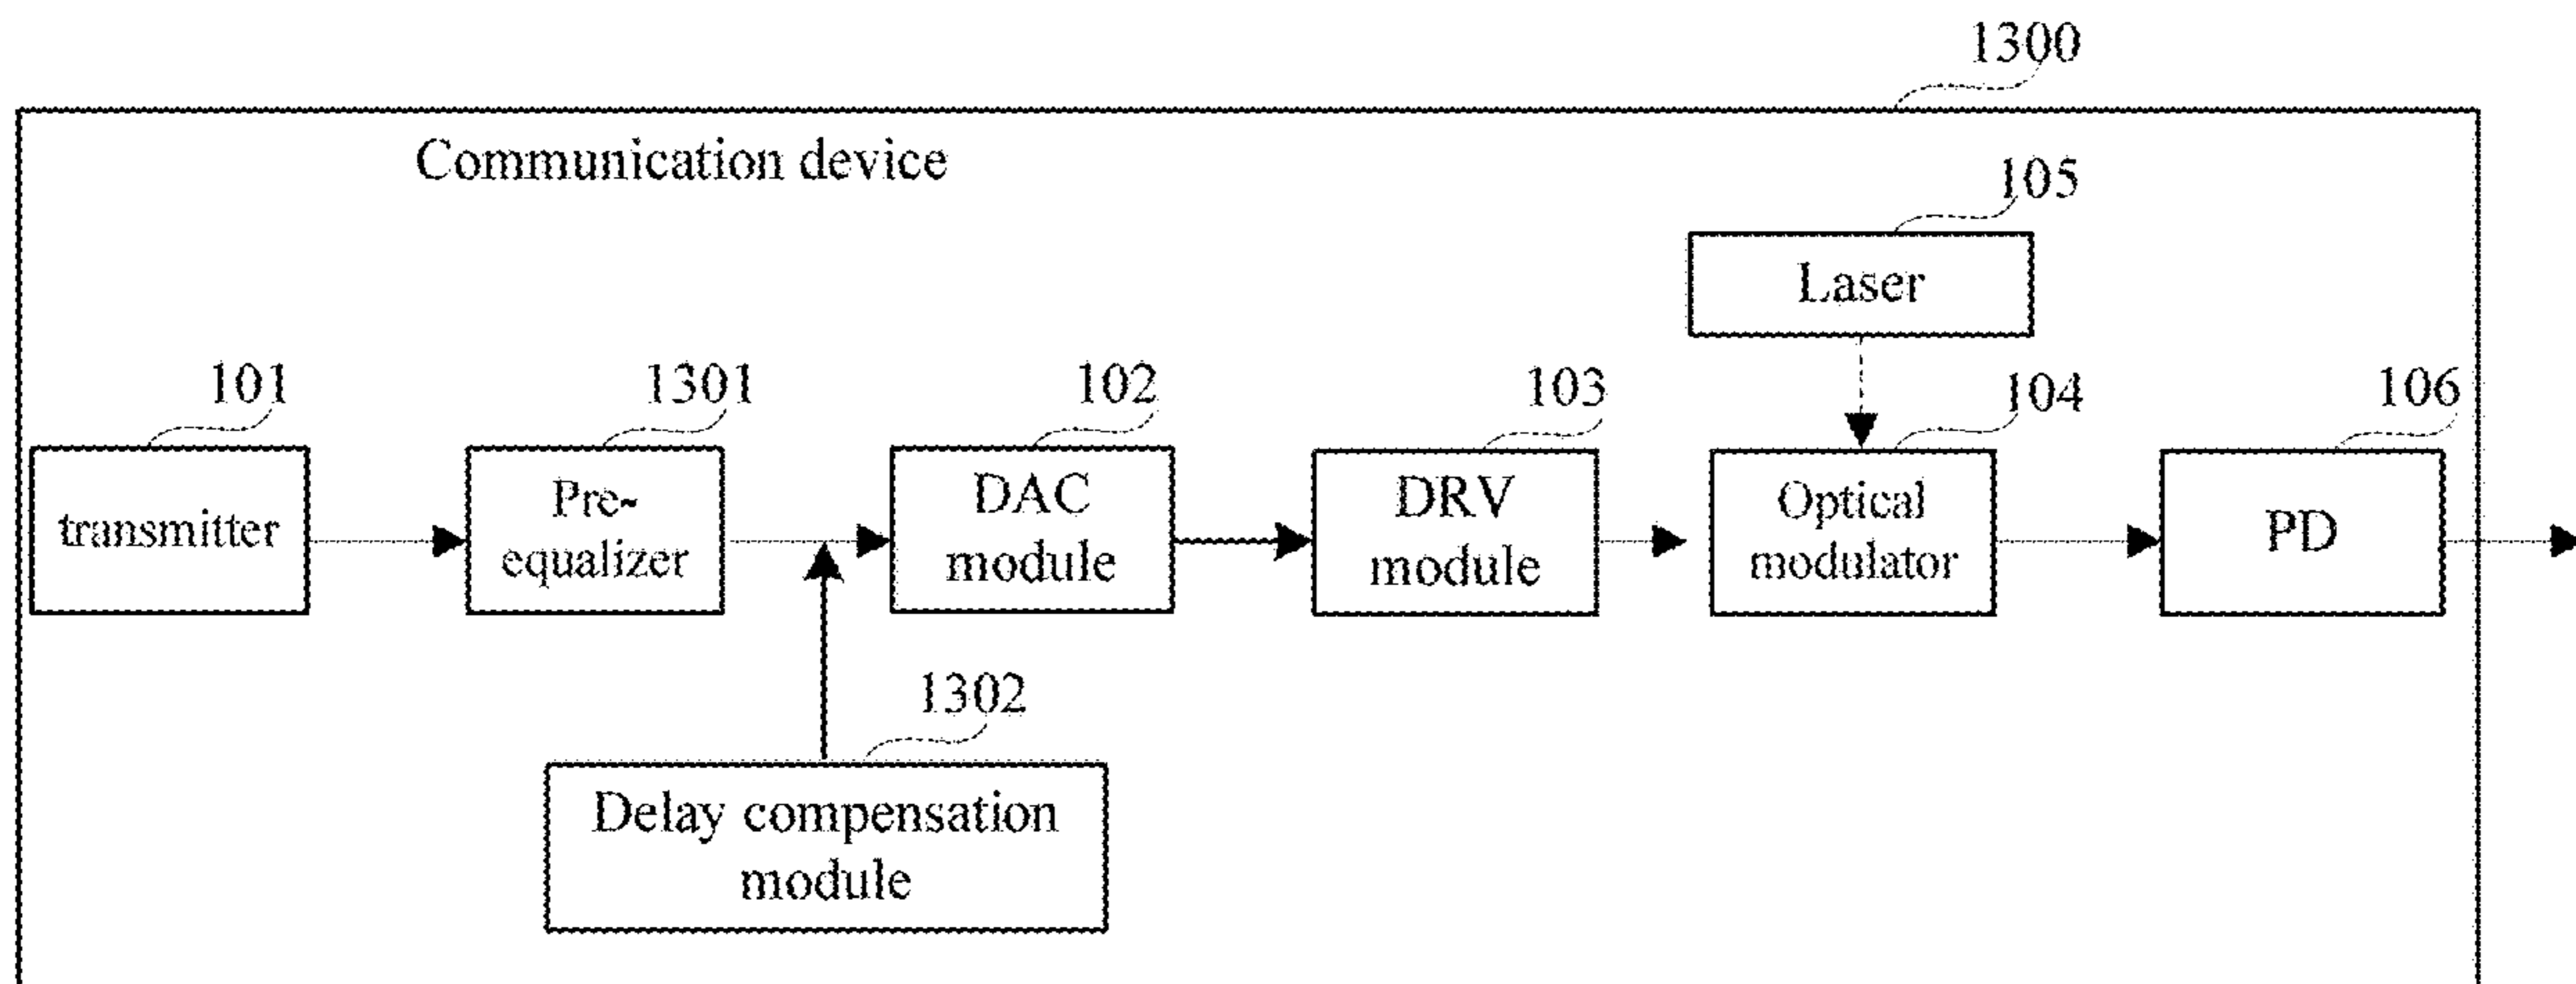 1300
Communication device
105
Laser
101
1301
102
103
104
106
transmitter
Pre-
equalizer
DAC
module
DRV
module
Optical
modulator
PD
1302
Delay compensation
module